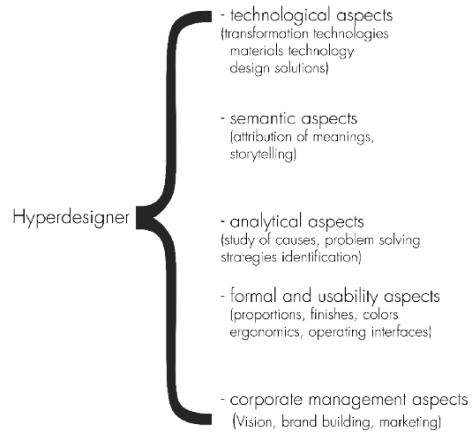 - technological aspects
(transformation technologies
materials technology
design solutions)
- semantic aspects
(attribution of meanings,
storytelling)
Hyperdesigner
- analytical aspects
(study of causes, problem solving
strategies identification)
- formal and usability aspects
(proportions, finishes, colors
ergonomics, operating interfaces)
- corporate management aspects
(Vision, brand building, marketing)